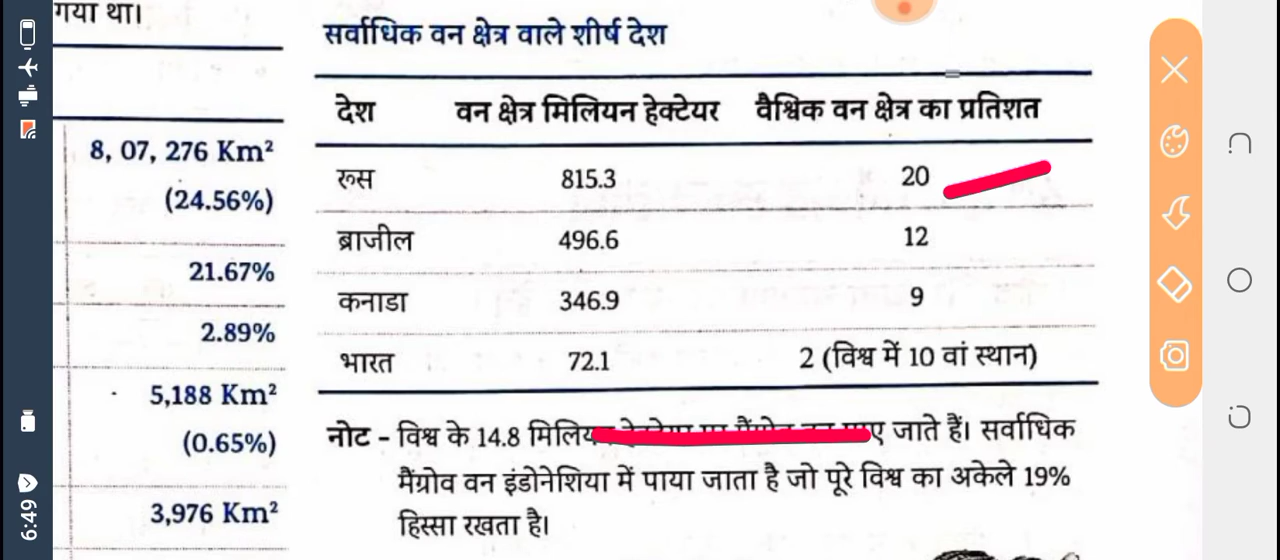 गया था।
8, 07, 276 Km²
(24.56%)
21.67%
2.89%
5,188 Km²
(0.65%)
3,976 Km²
सर्वाधिक वन क्षेत्र वाले शीर्ष देश
देश वन क्षेत्र मिलियन हेक्टेयर वैश्विक वन क्षेत्र का प्रतिशत
रूस 815.3 20
ब्राजील 496.6 12
कनाडा 346.9 9
भारत 72.1 2 (विश्व में 10 वां स्थान)
नोट - विश्व के 14.8 जाते हैं। सर्वाधिक
मैंग्रोव वन इंडोनेशिया में पाया जाता है जो पूरे विश्व का अकेले 19%
हिस्सा रखता है।
6:49